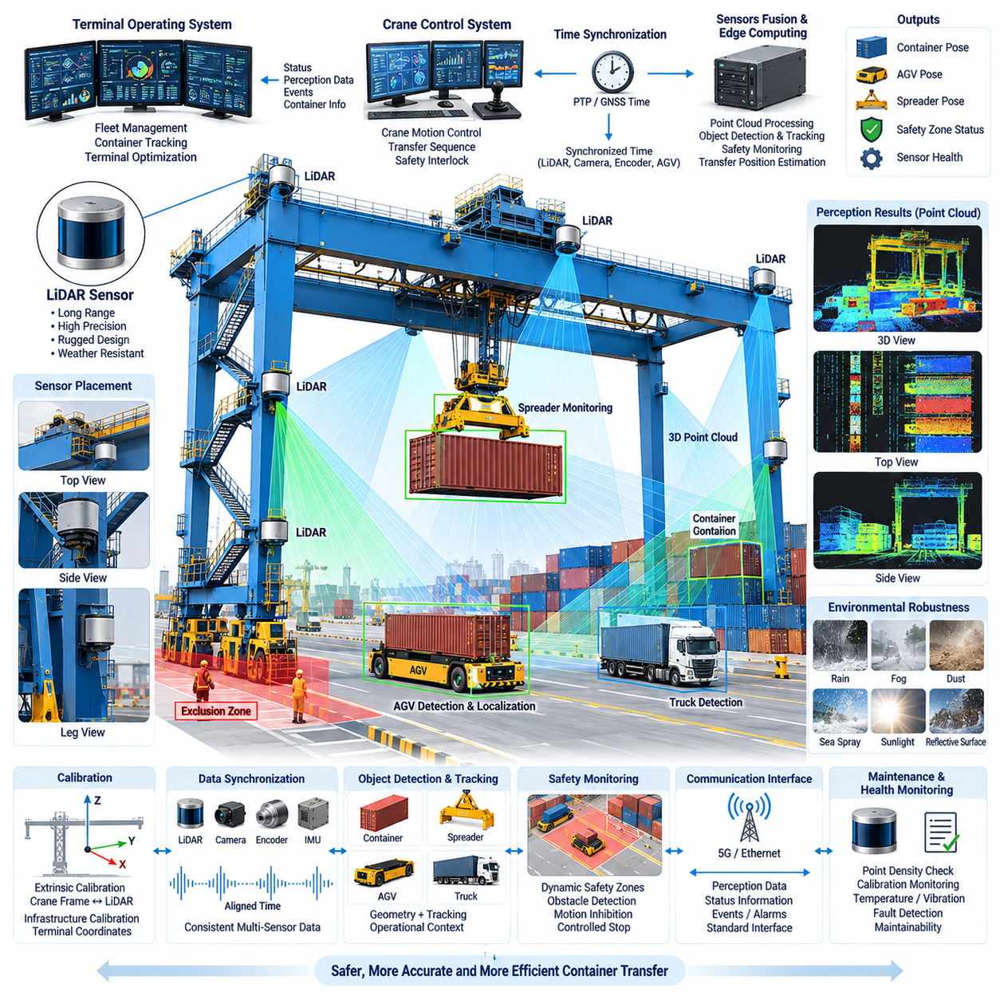 Terminal Operating System
Fleet Management
Container Tracking
Terminal Optimization
Status
Perception Data
Events
Container Info
Crane Control System
Crane Motion Control
Transfer Sequence
Safety Interlock
Time Synchronization
PTP / GNSS Time
Synchronized Time
(LiDAR, Camera, Encoder, AGV)
Sensors Fusion &
Edge Computing
Point Cloud Processing
Object Detection & Tracking
Safety Monitoring
Transfer Position Estimation
Outputs
Container Pose
AGV Pose
Spreader Pose
Safety Zone Status
Sensor Health
LiDAR
LiDAR
LiDAR
LiDAR
LiDAR
LiDAR Sensor
• Long Range
• High Precision
• Rugged Design
• Weather Resistant
Sensor Placement
Top View
Side View
Leg View
Spreader Monitoring
3D Point Cloud
Container
Gontation
AGV
AGV Detection & Localization
Truck Detection
Exclusion Zone
Perception Results (Point Cloud)
3D View
Top View
Side View
Environmental Robustness
Rain
Fog
Dust
Sea Spray
Sunlight
Reflective Surface
Calibration
Z
Y
X
Extrinsic Calibration
Crane Frame ↔ LiDAR
Infrastructure Calibration
Terminal Coordinates
Data Synchronization
LiDAR
Camera
Encoder
IMU
Aligned Time
Consistent Multi-Sensor Data
Object Detection & Tracking
Container
Spreader
AGV
Truck
Geometry + Tracking
Operational Context
Safety Monitoring
Dynamic Safety Zones
Obstacle Detection
Motion Inhibition
Controlled Stop
Communication Interface
5G / Ethernet
Perception Data
Status Information
Events / Alarms
Standard Interface
Maintenance &
Health Monitoring
Point Density Check
Calibration Monitoring
Temperature / Vibration
Fault Detection
Maintainability
Safer, More Accurate and More Efficient Container Transfer